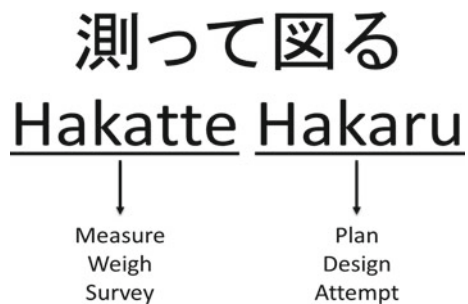 測って図る
Hakatte Hakaru
Measure Plan
Weigh Design
Survey Attempt